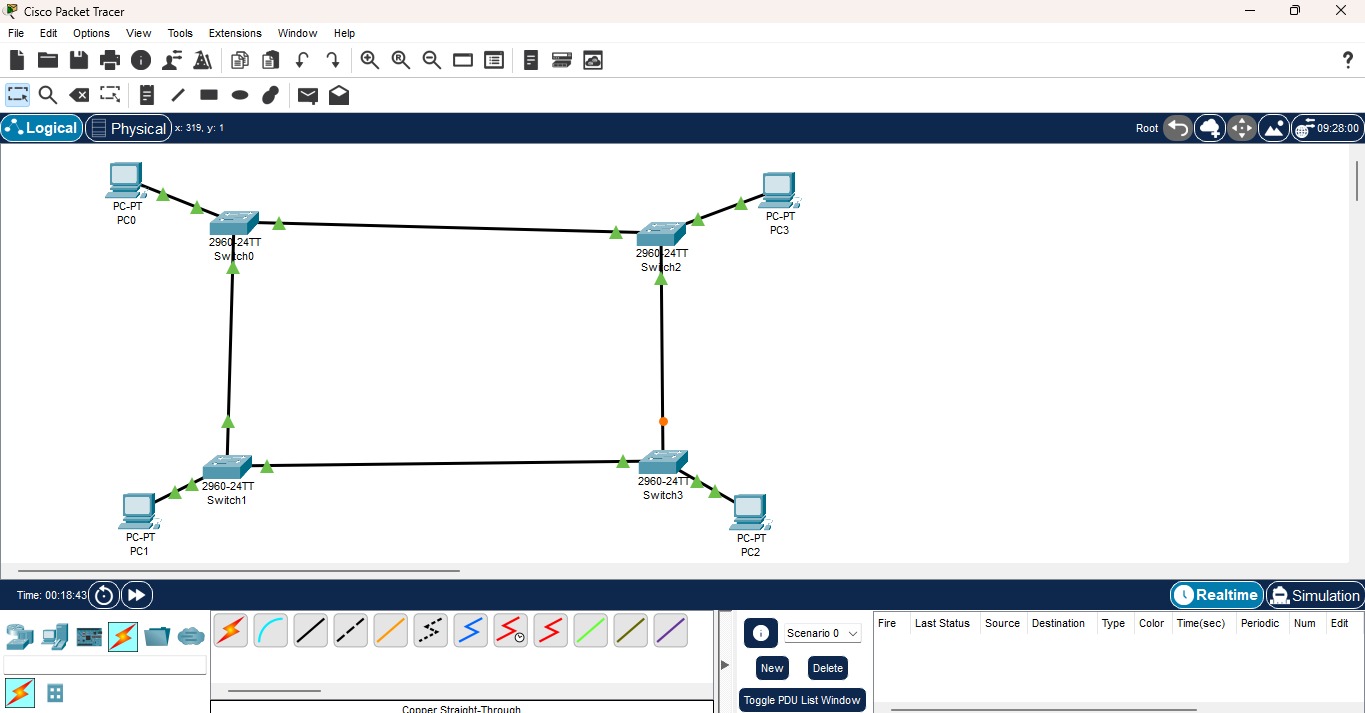 Cisco Packet Tracer
File Edit Options View Tools Extensions Window Help
Logical Physical x: 319, y: 1 Root 09:28:00
PC-PT
PC0
2960-24TT
Switch0
2960-24TT
Switch2
PC-PT
PC3
2960-24TT
Switch1
2960-24TT
Switch3
PC-PT
PC1
PC-PT
PC2
Time: 00:18:43 Realtime Simulation
Scenario 0
New Delete
Toggle PDU List Window
Fire Last Status Source Destination Type Color Time(sec) Periodic Num Edit
Copper Straight-Through